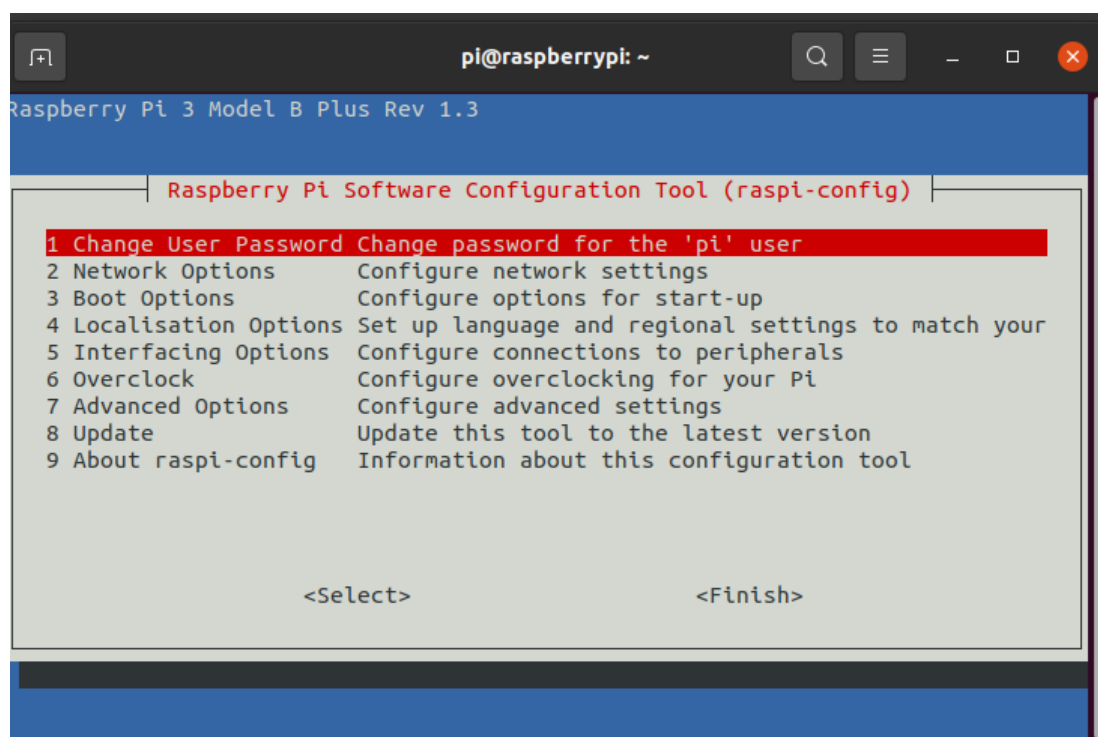 pi@raspberrypi: ~
Raspberry Pi 3 Model B Plus Rev 1.3
Raspberry Pi Software Configuration Tool (raspi-config)
1 Change User Password Change password for the 'pi' user
2 Network Options Configure network settings
3 Boot Options Configure options for start-up
4 Localisation Options Set up language and regional settings to match your
5 Interfacing Options Configure connections to peripherals
6 Overclock Configure overclocking for your Pi
7 Advanced Options Configure advanced settings
8 Update Update this tool to the latest version
9 About raspi-config Information about this configuration tool
<Select> <Finish>